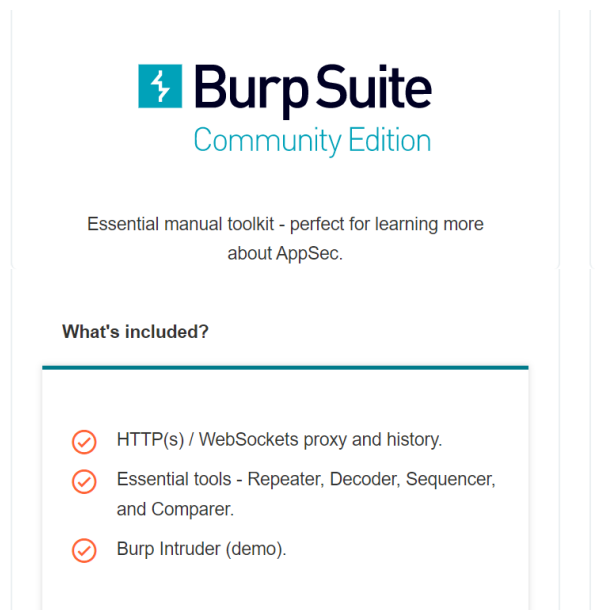 Burp Suite
Community Edition
Essential manual toolkit - perfect for learning more
about AppSec.
What's included?
HTTP(s) / WebSockets proxy and history.
Essential tools - Repeater, Decoder, Sequencer,
and Comparer.
Burp Intruder (demo).